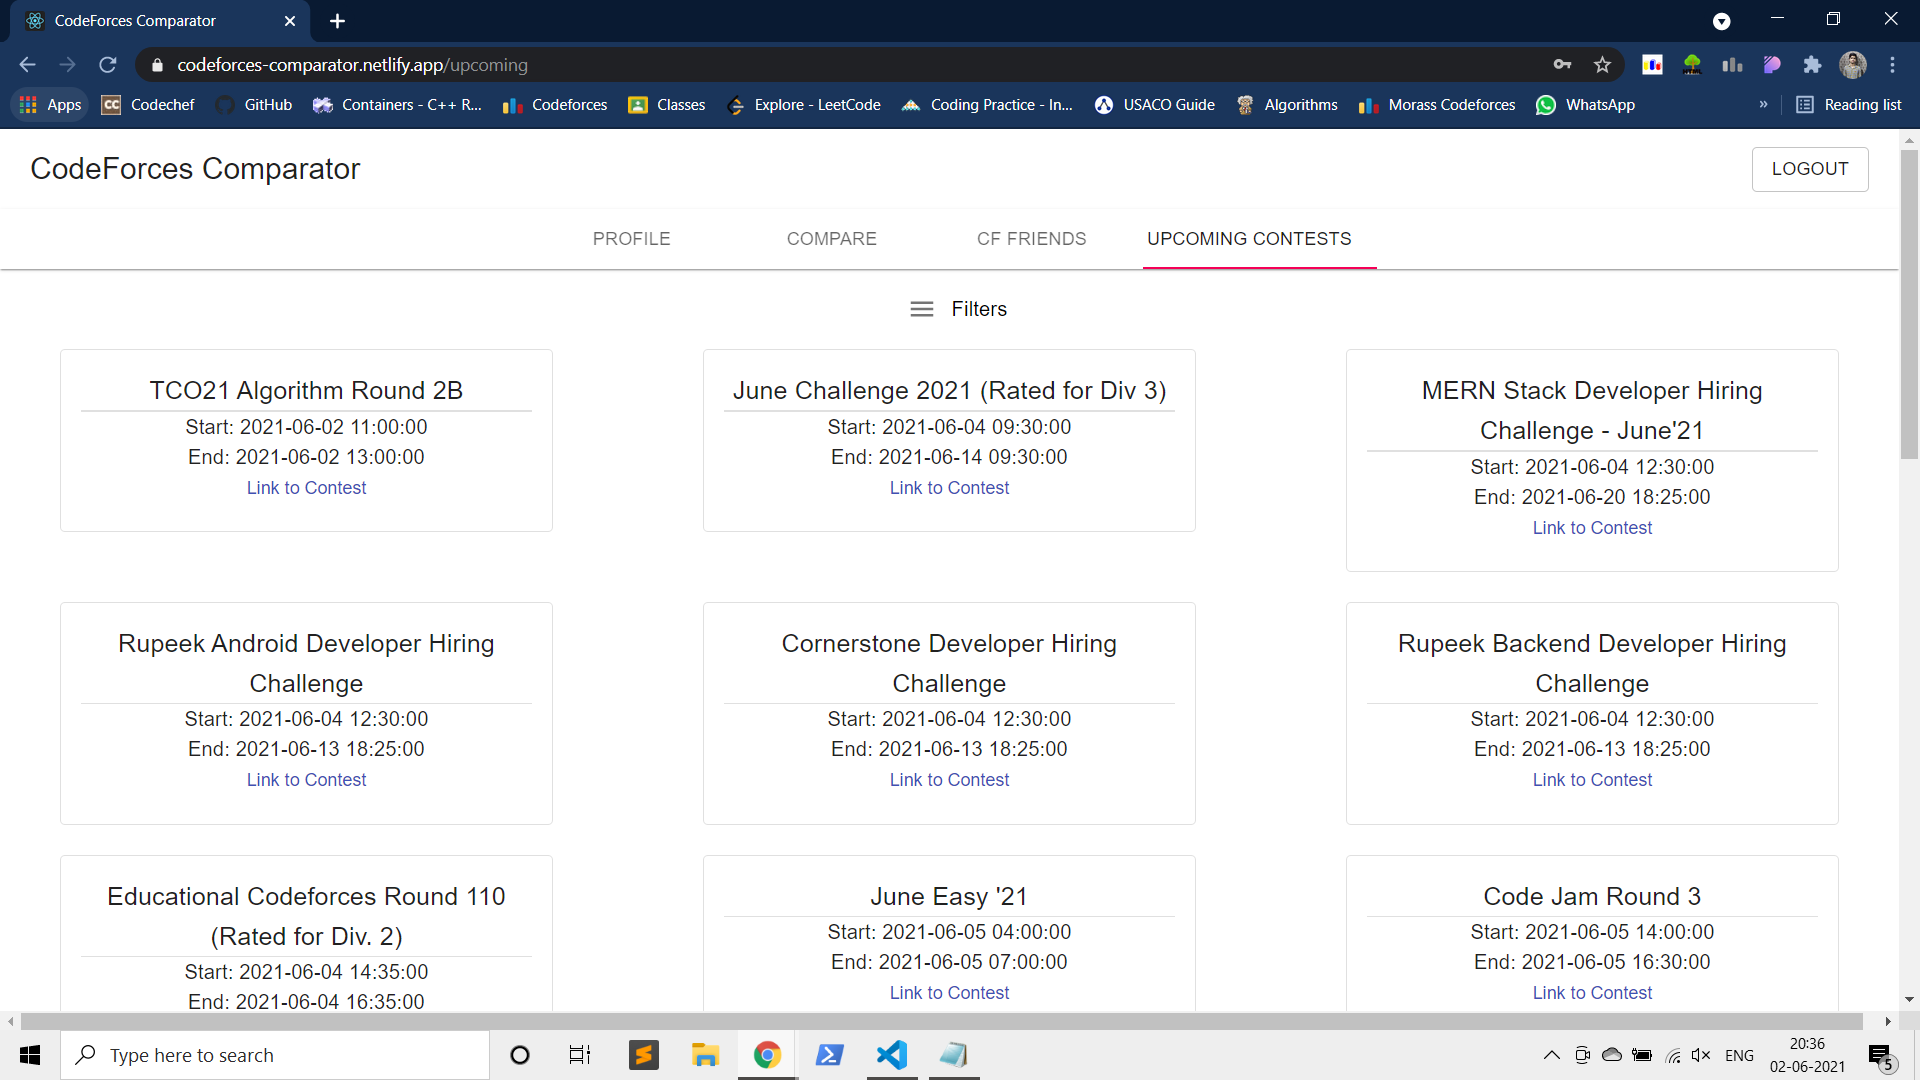 CodeForces Comparator
codeforces-comparator.netlify.app/upcoming
Apps
Codechef
GitHub
Containers - C++ R...
Codeforces
Classes
Explore - LeetCode
Coding Practice - In...
USACO Guide
Algorithms
Morass Codeforces
WhatsApp
»
Reading list
CodeForces Comparator
LOGOUT
PROFILE
COMPARE
CF FRIENDS
UPCOMING CONTESTS
Filters
TCO21 Algorithm Round 2B
Start: 2021-06-02 11:00:00
End: 2021-06-02 13:00:00
Link to Contest
June Challenge 2021 (Rated for Div 3)
Start: 2021-06-04 09:30:00
End: 2021-06-14 09:30:00
Link to Contest
MERN Stack Developer Hiring
Challenge - June'21
Start: 2021-06-04 12:30:00
End: 2021-06-20 18:25:00
Link to Contest
Rupeek Android Developer Hiring
Challenge
Start: 2021-06-04 12:30:00
End: 2021-06-13 18:25:00
Link to Contest
Cornerstone Developer Hiring
Challenge
Start: 2021-06-04 12:30:00
End: 2021-06-13 18:25:00
Link to Contest
Rupeek Backend Developer Hiring
Challenge
Start: 2021-06-04 12:30:00
End: 2021-06-13 18:25:00
Link to Contest
Educational Codeforces Round 110
(Rated for Div. 2)
Start: 2021-06-04 14:35:00
End: 2021-06-04 16:35:00
June Easy '21
Start: 2021-06-05 04:00:00
End: 2021-06-05 07:00:00
Link to Contest
Code Jam Round 3
Start: 2021-06-05 14:00:00
End: 2021-06-05 16:30:00
Link to Contest
Type here to search
ENG
20:36
02-06-2021
5